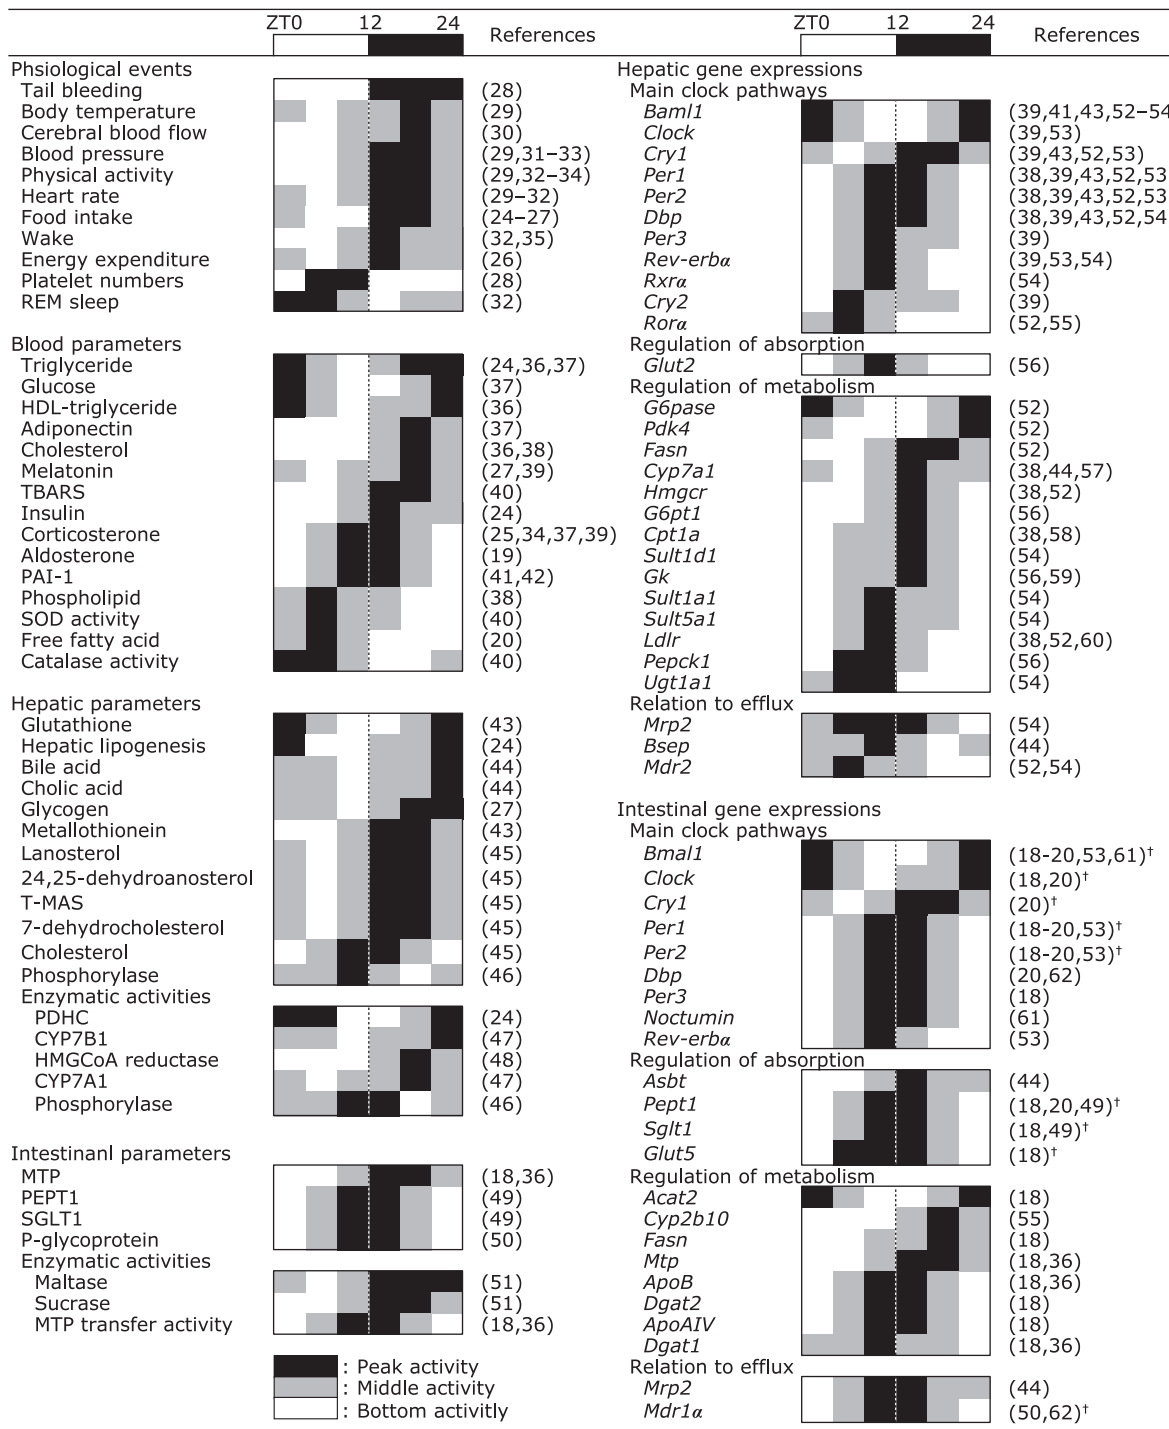 ZT0 12 24 References
Phsiological events
Tail bleeding (28)
Body temperature (29)
Cerebral blood flow (30)
Blood pressure (29,31–33)
Physical activity (29,32–34)
Heart rate (29–32)
Food intake (24–27)
Wake (32,35)
Energy expenditure (26)
Platelet numbers (28)
REM sleep (32)
Blood parameters
Triglyceride (24,36,37)
Glucose (37)
HDL-triglyceride (36)
Adiponectin (37)
Cholesterol (36,38)
Melatonin (27,39)
TBARS (40)
Insulin (24)
Corticosterone (25,34,37,39)
Aldosterone (19)
PAI-1 (41,42)
Phospholipid (38)
SOD activity (40)
Free fatty acid (20)
Catalase activity (40)
Hepatic parameters
Glutathione (43)
Hepatic lipogenesis (24)
Bile acid (44)
Cholic acid (44)
Glycogen (27)
Metallothionein (43)
Lanosterol (45)
24,25-dehydroanosterol (45)
T-MAS (45)
7-dehydrocholesterol (45)
Cholesterol (45)
Phosphorylase (46)
Enzymatic activities
PDHC (24)
CYP7B1 (47)
HMGCoA reductase (48)
CYP7A1 (47)
Phosphorylase (46)
Intestinanl parameters
MTP (18,36)
PEPT1 (49)
SGLT1 (49)
P-glycoprotein (50)
Enzymatic activities
Maltase (51)
Sucrase (51)
MTP transfer activity (18,36)
: Peak activity
: Middle activity
: Bottom activitly
ZT0 12 24 References
Hepatic gene expressions
Main clock pathways
Baml1 (39,41,43,52–54
Clock (39,53)
Cry1 (39,43,52,53)
Per1 (38,39,43,52,53
Per2 (38,39,43,52,53
Dbp (38,39,43,52,54
Per3 (39)
Rev-erbα (39,53,54)
Rxrα (54)
Cry2 (39)
Rorα (52,55)
Regulation of absorption
Glut2 (56)
Regulation of metabolism
G6pase (52)
Pdk4 (52)
Fasn (52)
Cyp7a1 (38,44,57)
Hmgcr (38,52)
G6pt1 (56)
Cpt1a (38,58)
Sult1d1 (54)
Gk (56,59)
Sult1a1 (54)
Sult5a1 (54)
Ldlr (38,52,60)
Pepck1 (56)
Ugt1a1 (54)
Relation to efflux
Mrp2 (54)
Bsep (44)
Mdr2 (52,54)
Intestinal gene expressions
Main clock pathways
Bmal1 (18-20,53,61)†
Clock (18,20)†
Cry1 (20)†
Per1 (18-20,53)†
Per2 (18-20,53)†
Dbp (20,62)
Per3 (18)
Noctumin (61)
Rev-erbα (53)
Regulation of absorption
Asbt (44)
Pept1 (18,20,49)†
Sglt1 (18,49)†
Glut5 (18)†
Regulation of metabolism
Acat2 (18)
Cyp2b10 (55)
Fasn (18)
Mtp (18,36)
ApoB (18,36)
Dgat2 (18)
ApoAIV (18)
Dgat1 (18,36)
Relation to efflux
Mrp2 (44)
Mdr1α (50,62)†